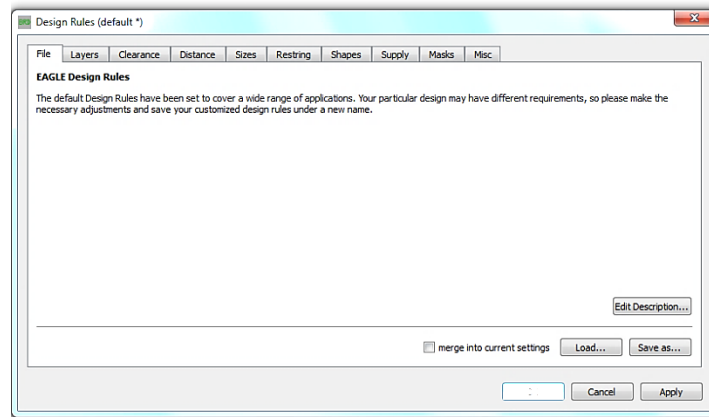 Design Rules (default *)
File Layers Clearance Distance Sizes Restring Shapes Supply Masks Misc
EAGLE Design Rules
The default Design Rules have been set to cover a wide range of applications. Your particular design may have different requirements, so please make the
necessary adjustments and save your customized design rules under a new name.
Edit Description...
merge into current settings Load... Save as...
Cancel Apply